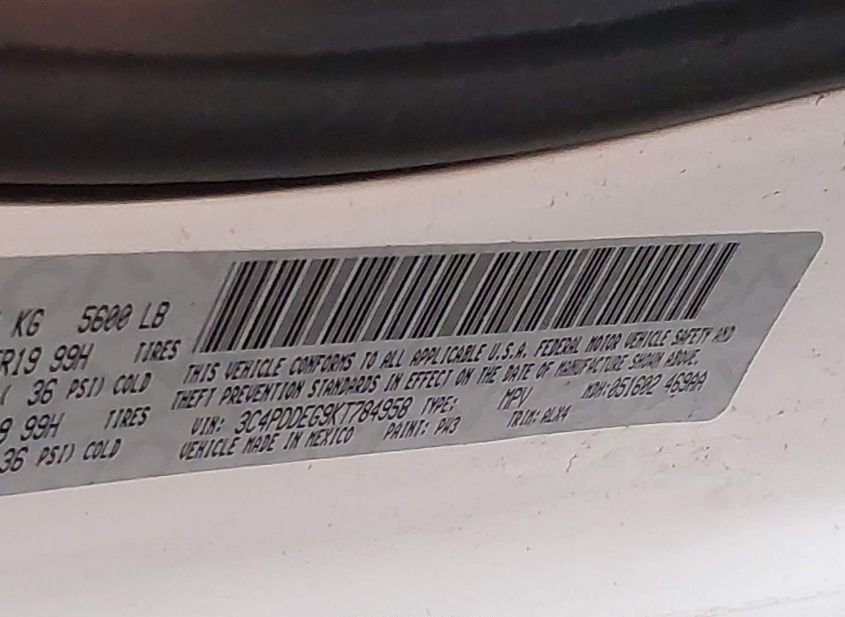 KG 5600 LB
R19 99H TIRES
( 36 PSI) COLD
9 99H TIRES
36 PSI) COLD
THIS VEHICLE CONFORMS TO ALL APPLICABLE U.S.A. FEDERAL MOTOR VEHICLE SAFETY AND
THEFT PREVENTION STANDARDS IN EFFECT ON THE DATE OF MANUFACTURE SHOWN ABOVE.
VIN: 3C4PDDEG9KT784958 TYPE: MPV MDH: 051602 469AA
VEHICLE MADE IN MEXICO PAINT: PW3 TRIM: ALX4